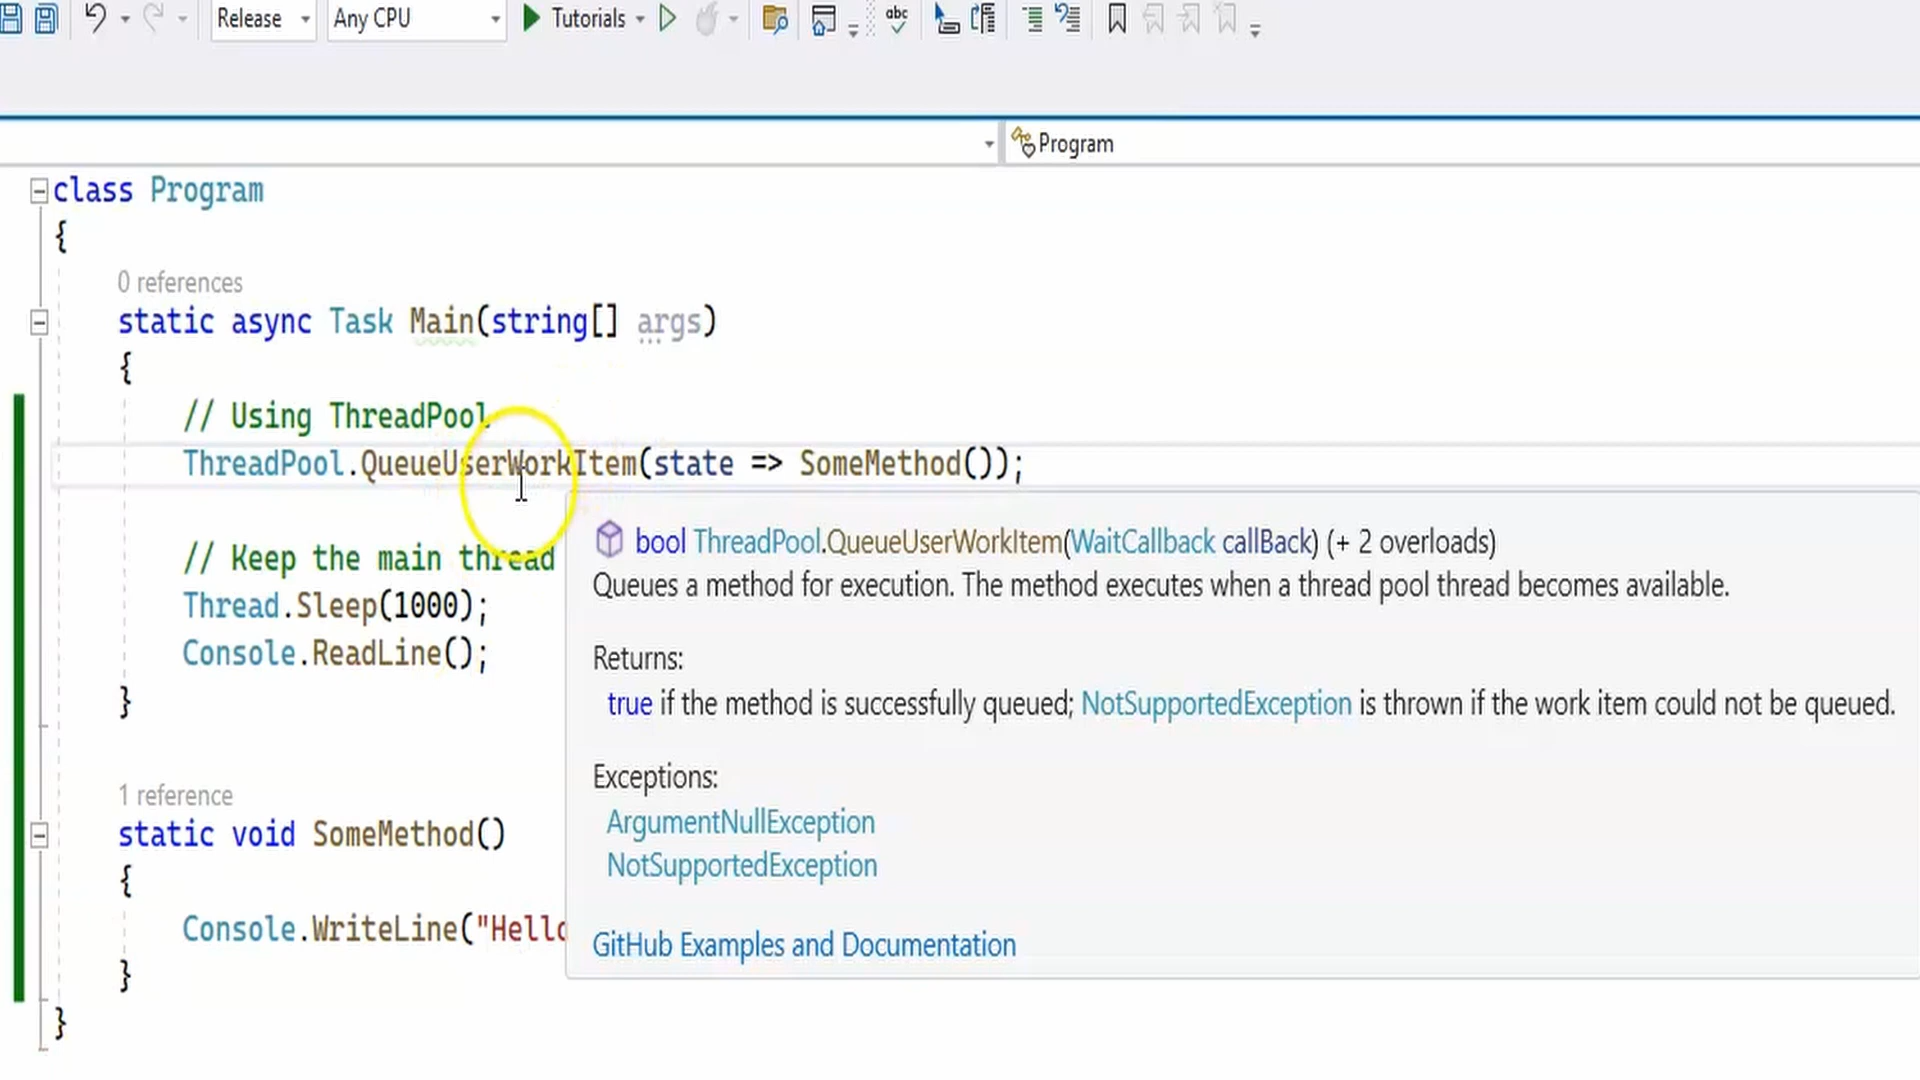 Release Any CPU Tutorials abc
Program
class Program
{
0 references
static async Task Main(string[] args)
{
// Using ThreadPool
ThreadPool.QueueUserWorkItem(state => SomeMethod());
bool ThreadPool.QueueUserWorkItem(WaitCallback callBack) (+ 2 overloads)
Queues a method for execution. The method executes when a thread pool thread becomes available.
Returns:
true if the method is successfully queued; NotSupportedException is thrown if the work item could not be queued.
Exceptions:
ArgumentNullException
NotSupportedException
GitHub Examples and Documentation
// Keep the main thread
Thread.Sleep(1000);
Console.ReadLine();
}
1 reference
static void SomeMethod()
{
Console.WriteLine("Hello
}
}